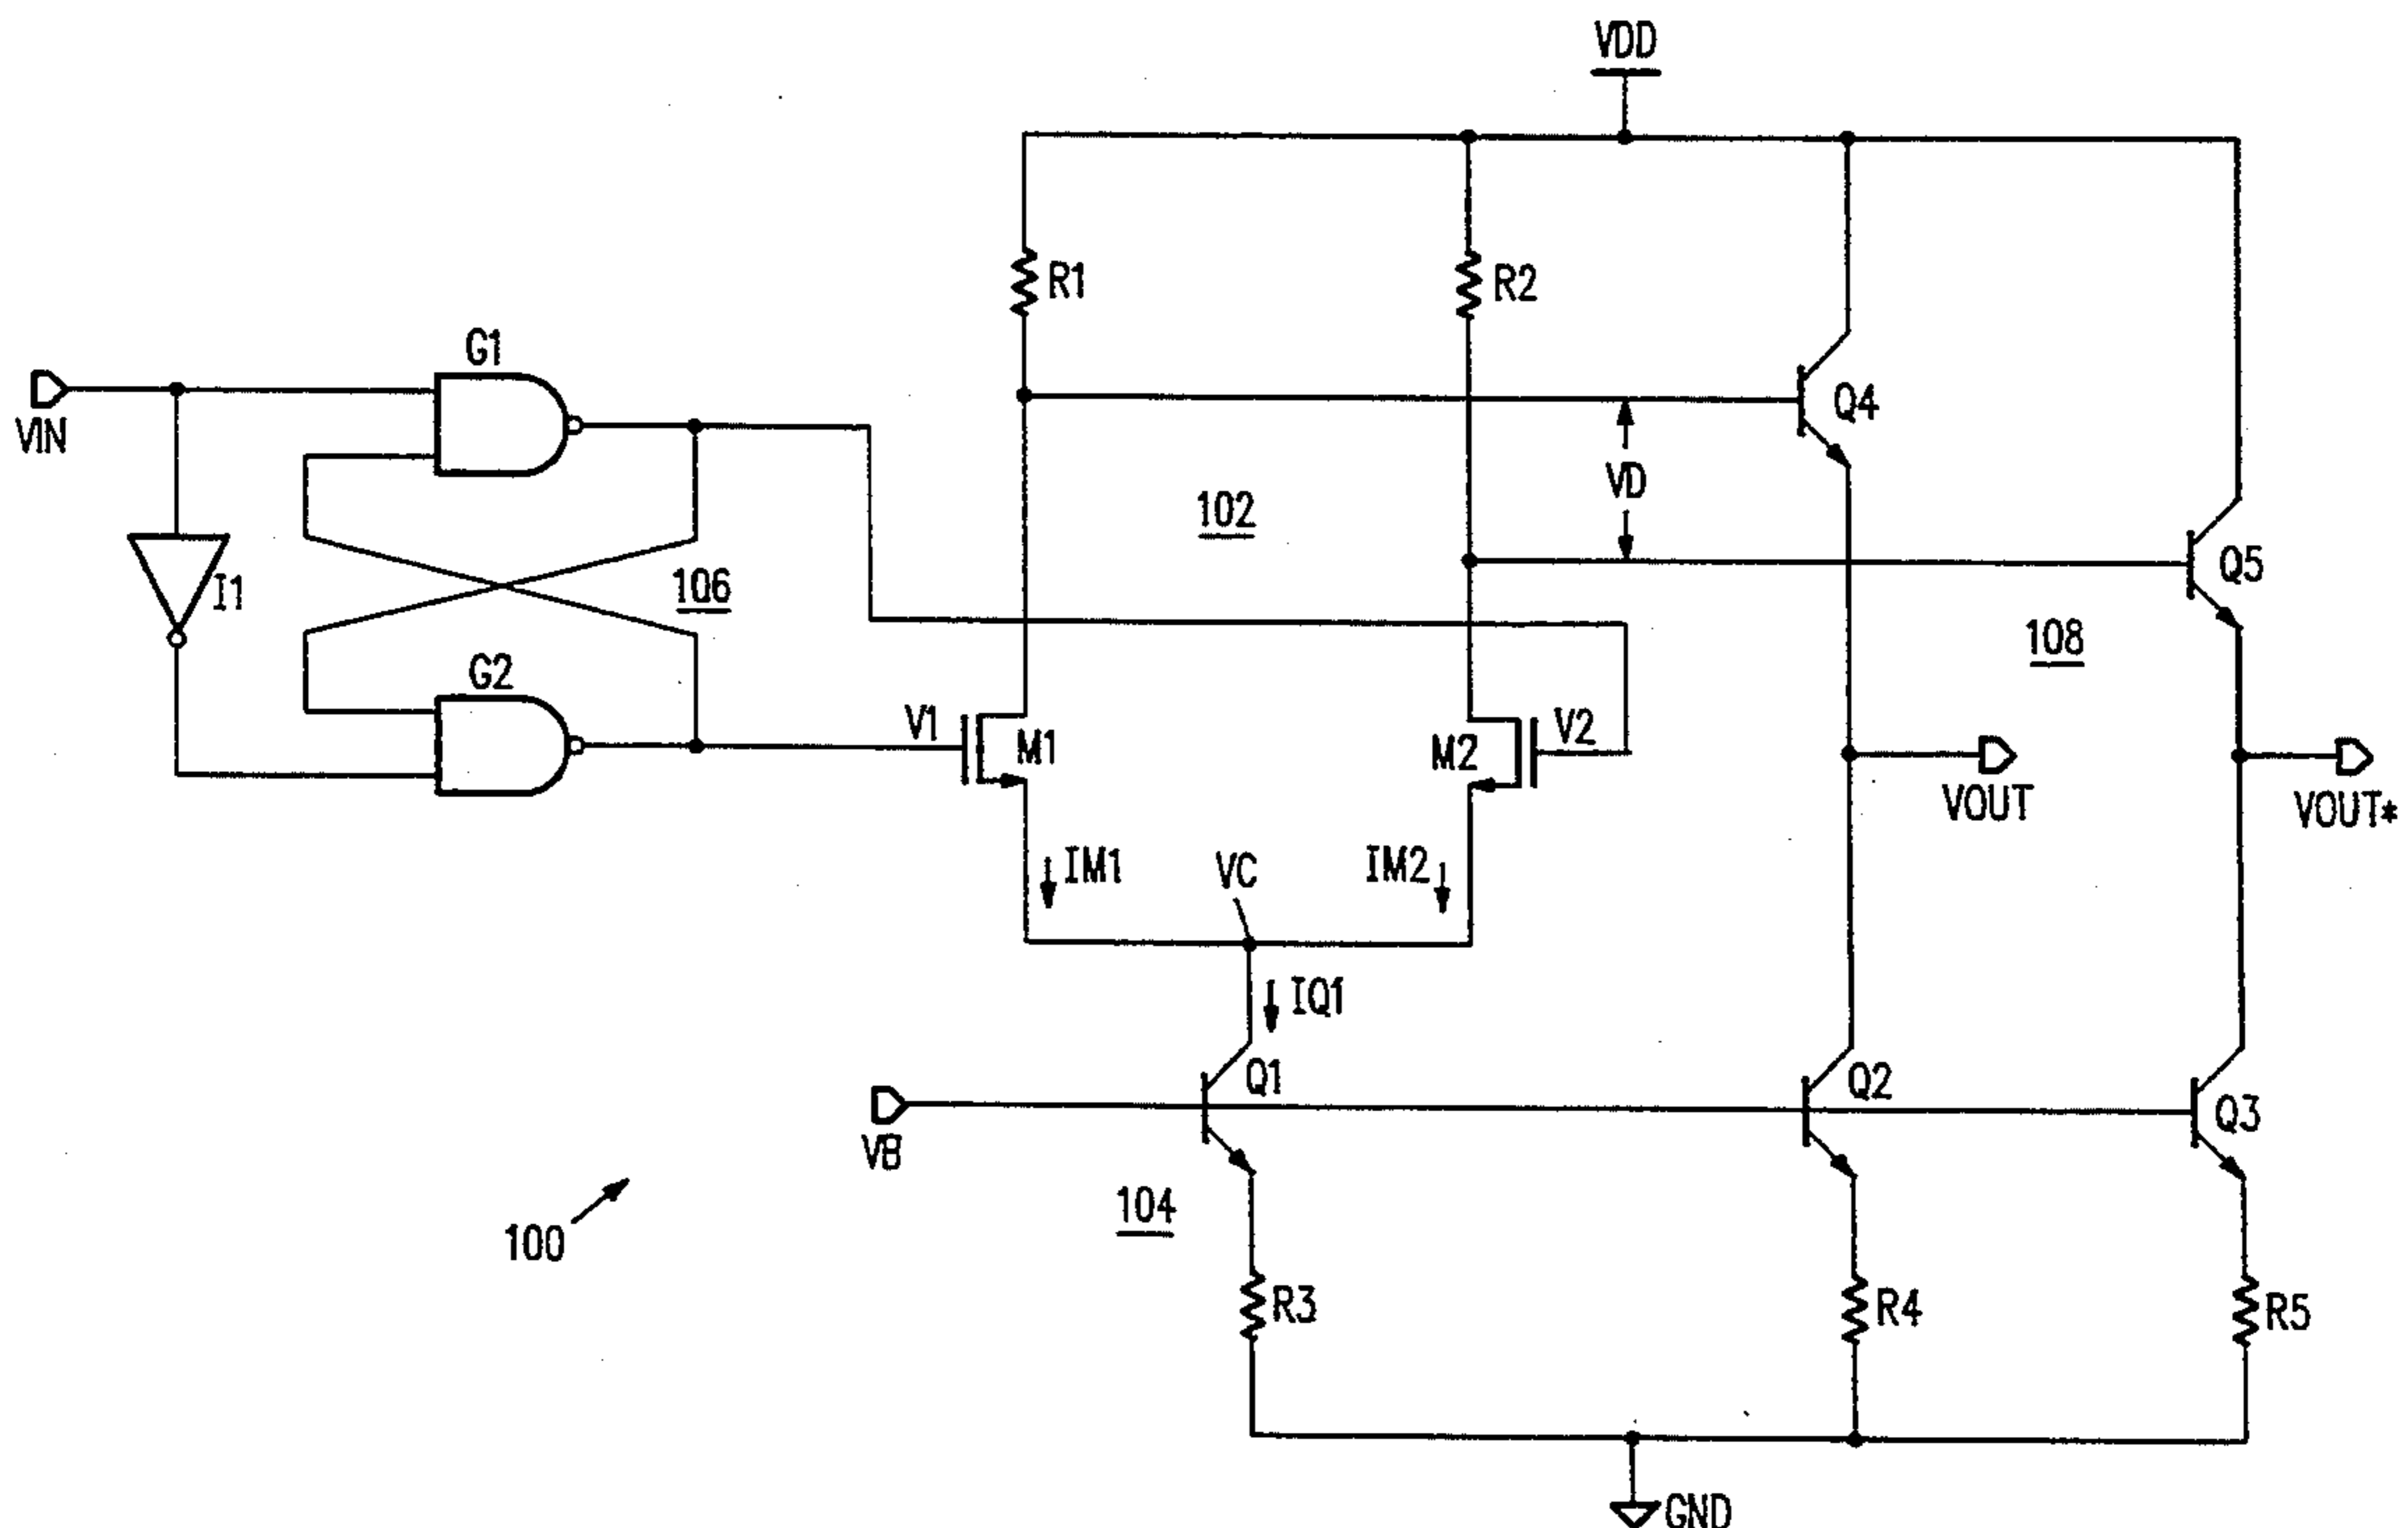 VDD
R1
R2
G1
VIN
Q4
VD
102
Q5
I1
106
108
G2
V1
M1
M2
V2
VOUT
VOUT*
IM1
VC
IM2
IQ1
Q1
Q2
Q3
VB
104
100
R3
R4
R5
GND